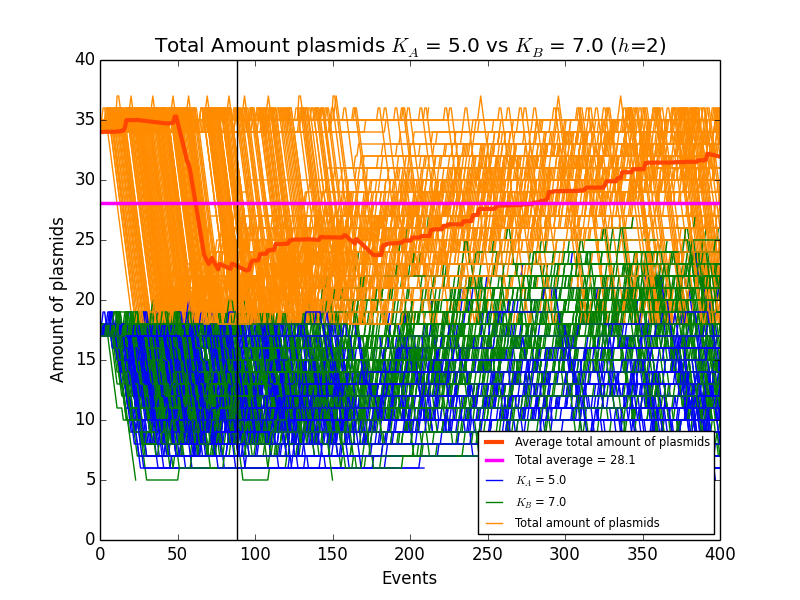 Total Amount plasmids K_A = 5.0 vs K_B = 7.0 (h=2)
40
35
30
25
20
15
10
5
0
Amount of plasmids
Average total amount of plasmids
Total average = 28.1
K_A = 5.0
K_B = 7.0
Total amount of plasmids
0 50 100 150 200 250 300 350 400
Events